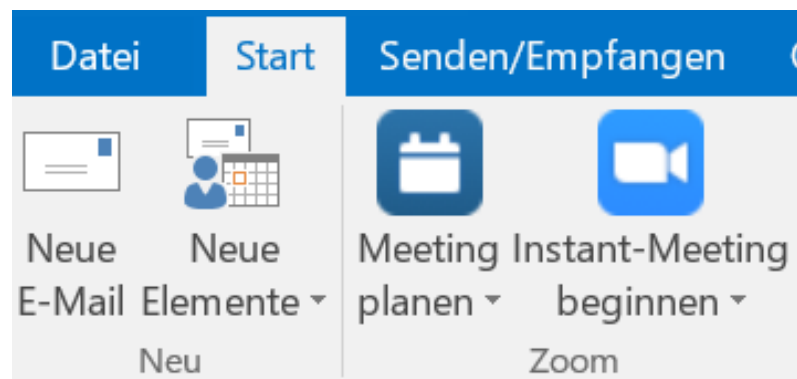 Datei Start Senden/Empfangen
Neue Neue Meeting Instant-Meeting
E-Mail Elemente planen beginnen
Neu Zoom